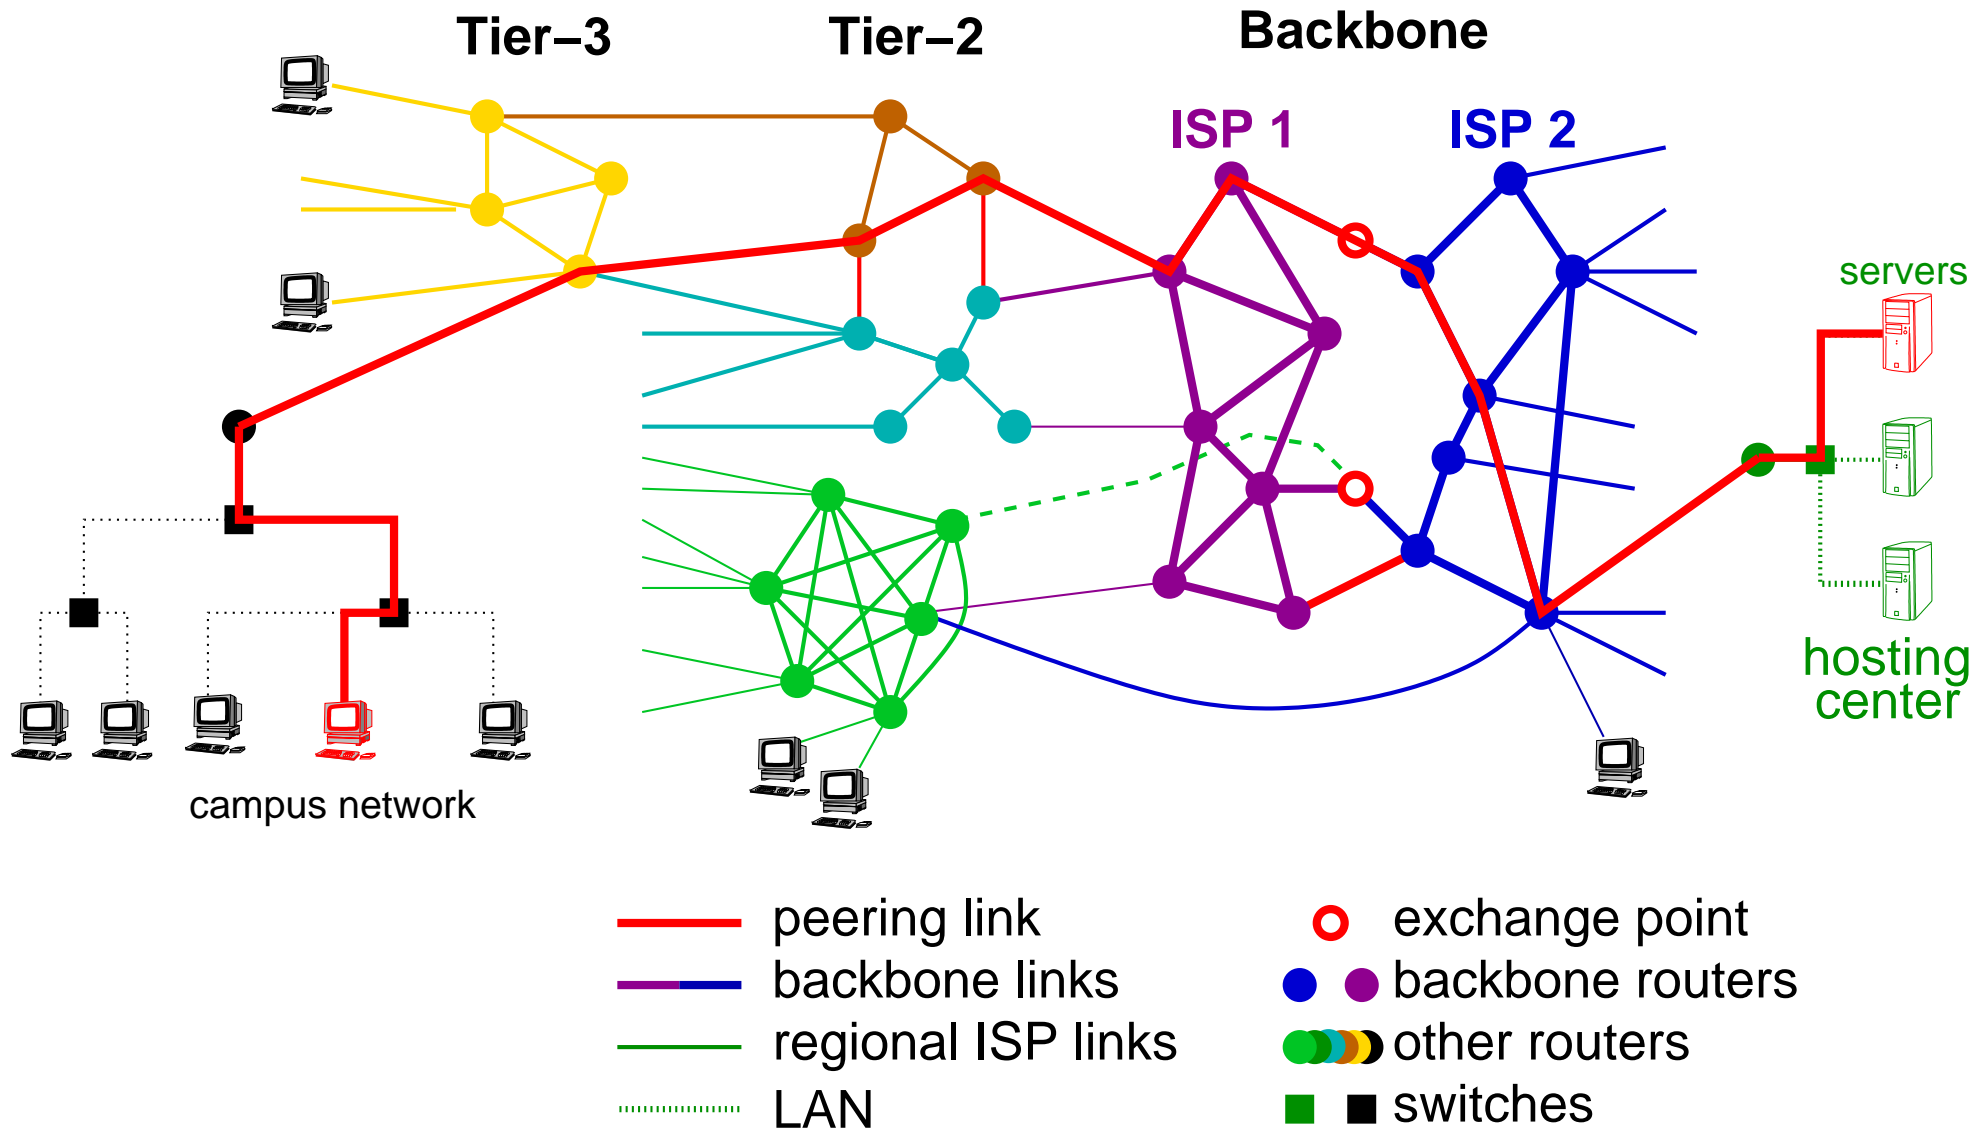 Tier–3
Tier–2
Backbone
ISP 1
ISP 2
servers
hosting
center
campus network
peering link
exchange point
backbone links
backbone routers
regional ISP links
other routers
LAN
switches